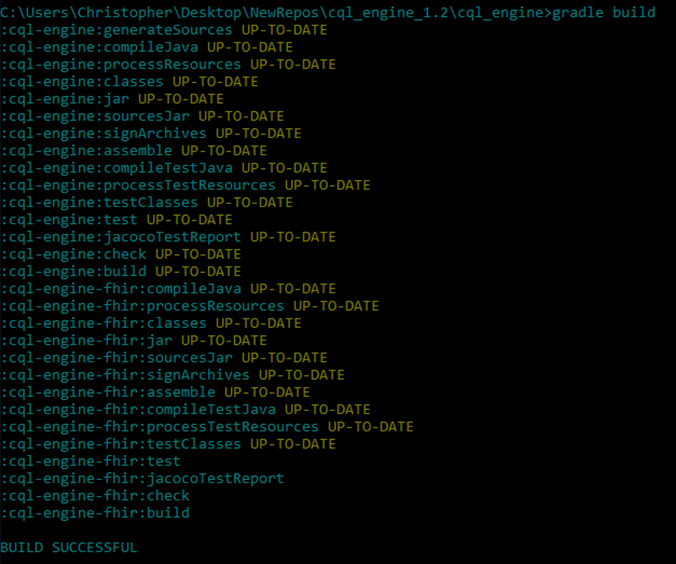 C:\Users\Christopher\Desktop\NewRepos\cql_engine_1.2\cql_engine>gradle build
:cql-engine:generateSources UP-TO-DATE
:cql-engine:compileJava UP-TO-DATE
:cql-engine:processResources UP-TO-DATE
:cql-engine:classes UP-TO-DATE
:cql-engine:jar UP-TO-DATE
:cql-engine:sourcesJar UP-TO-DATE
:cql-engine:signArchives UP-TO-DATE
:cql-engine:assemble UP-TO-DATE
:cql-engine:compileTestJava UP-TO-DATE
:cql-engine:processTestResources UP-TO-DATE
:cql-engine:testClasses UP-TO-DATE
:cql-engine:test UP-TO-DATE
:cql-engine:jacocoTestReport UP-TO-DATE
:cql-engine:check UP-TO-DATE
:cql-engine:build UP-TO-DATE
:cql-engine-fhir:compileJava UP-TO-DATE
:cql-engine-fhir:processResources UP-TO-DATE
:cql-engine-fhir:classes UP-TO-DATE
:cql-engine-fhir:jar UP-TO-DATE
:cql-engine-fhir:sourcesJar UP-TO-DATE
:cql-engine-fhir:signArchives UP-TO-DATE
:cql-engine-fhir:assemble UP-TO-DATE
:cql-engine-fhir:compileTestJava UP-TO-DATE
:cql-engine-fhir:processTestResources UP-TO-DATE
:cql-engine-fhir:testClasses UP-TO-DATE
:cql-engine-fhir:test
:cql-engine-fhir:jacocoTestReport
:cql-engine-fhir:check
:cql-engine-fhir:build
BUILD SUCCESSFUL